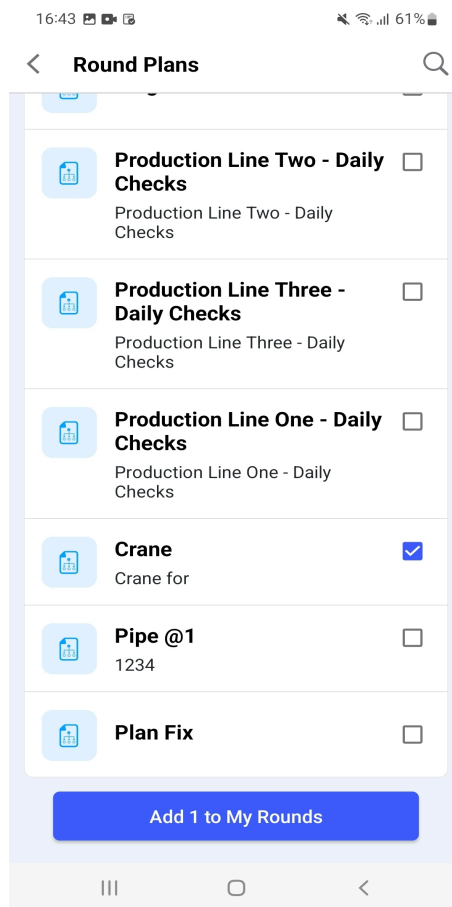 16:43 61%
Round Plans
Production Line Two - Daily
Checks
Production Line Two - Daily
Checks
Production Line Three -
Daily Checks
Production Line Three - Daily
Checks
Production Line One - Daily
Checks
Production Line One - Daily
Checks
Crane
Crane for
Pipe @1
1234
Plan Fix
Add 1 to My Rounds